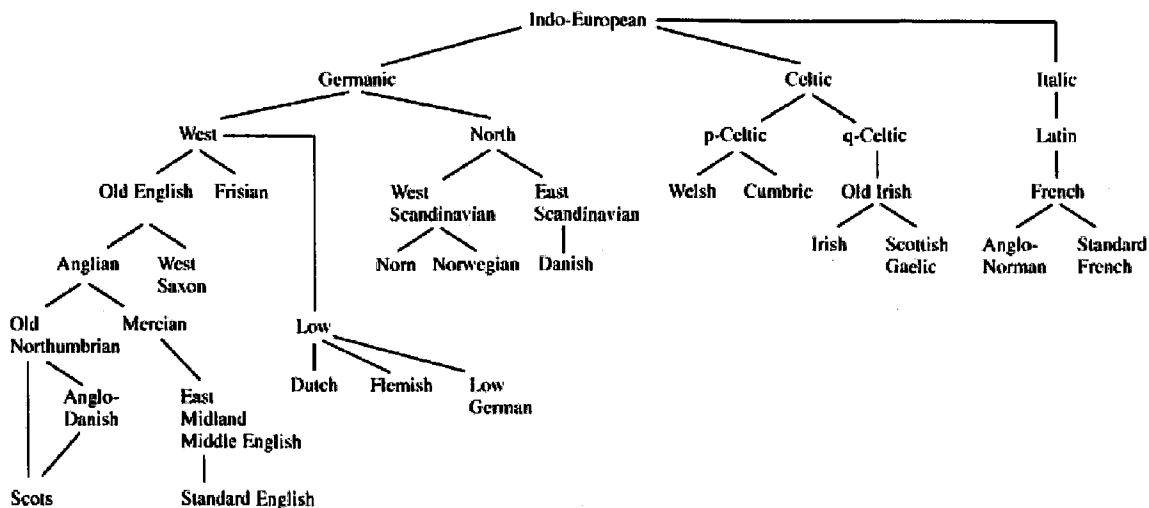 Indo-European
Germanic
Celtic
Italic
West
North
p-Celtic
q-Celtic
Latin
Old English
Frisian
West
Scandinavian
East
Scandinavian
Welsh
Cumbric
Old Irish
French
Anglian
West
Saxon
Norn
Norwegian
Danish
Irish
Scottish
Gaelic
Anglo-
Norman
Standard
French
Old
Northumbrian
Mercian
Low
Anglo-
Danish
East
Midland
Middle English
Dutch
Flemish
Low
German
Scots
Standard English